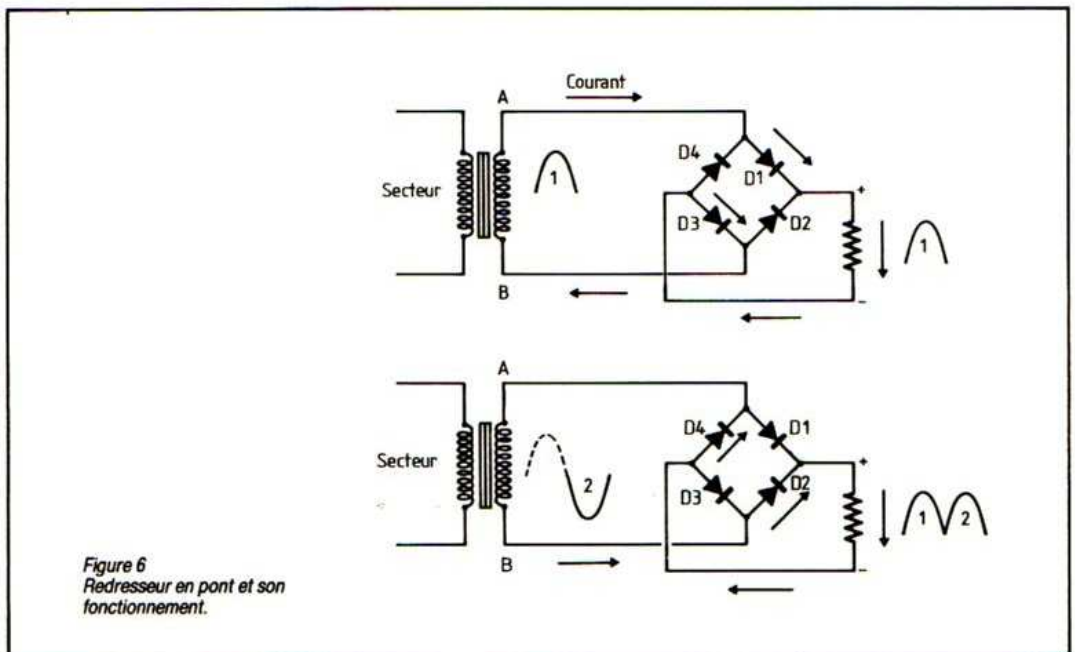 Courant
A
D4
D1
1
Secteur
+
D3
D2
1
B
-
A
D4
D1
Secteur
+
2
D3
D2
1 2
B
-
Figure 6
Redresseur en pont et son
fonctionnement.